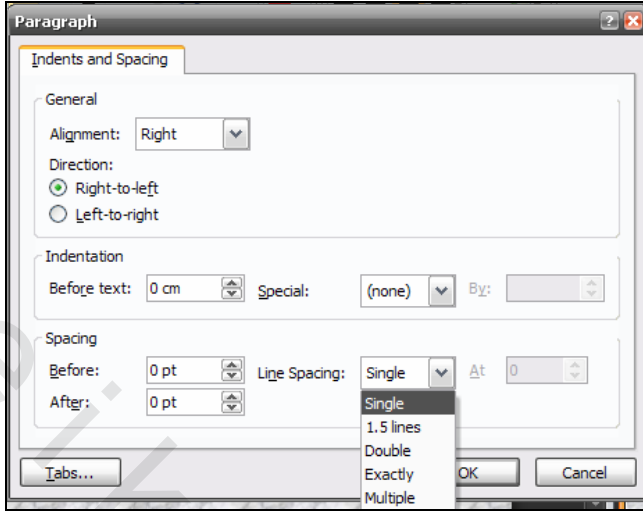 Paragraph
Indents and Spacing
General
Alignment: Right
Direction:
Right-to-left
Left-to-right
Indentation
Before text: 0 cm Special: (none) By:
Spacing
Before: 0 pt Line Spacing: Single At 0
After: 0 pt Single
1.5 lines
Double
Exactly
Multiple
Tabs... OK Cancel